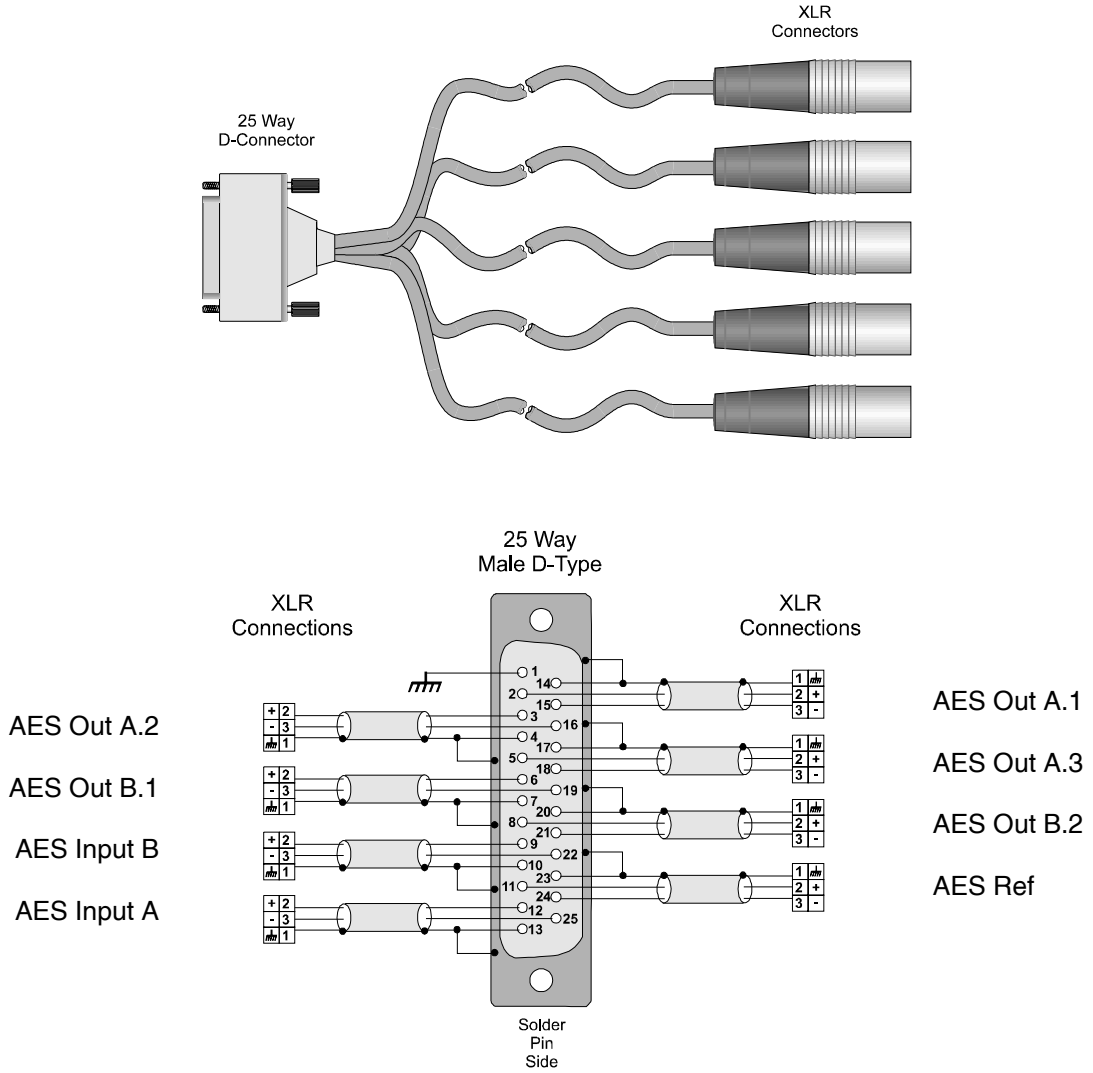 XLR
Connectors
25 Way
D-Connector
25 Way
Male D-Type
XLR
Connections
XLR
Connections
1
14
2
15
3
16
4
17
5
18
6
19
7
20
8
21
9
22
10
23
11
24
12
25
13
AES Out A.2
+ 2
- 3
1
AES Out B.1
+ 2
- 3
1
AES Input B
+ 2
- 3
1
AES Input A
+ 2
- 3
1
1
2 +
3 -
AES Out A.1
1
2 +
3 -
AES Out A.3
1
2 +
3 -
AES Out B.2
1
2 +
3 -
AES Ref
Solder
Pin
Side